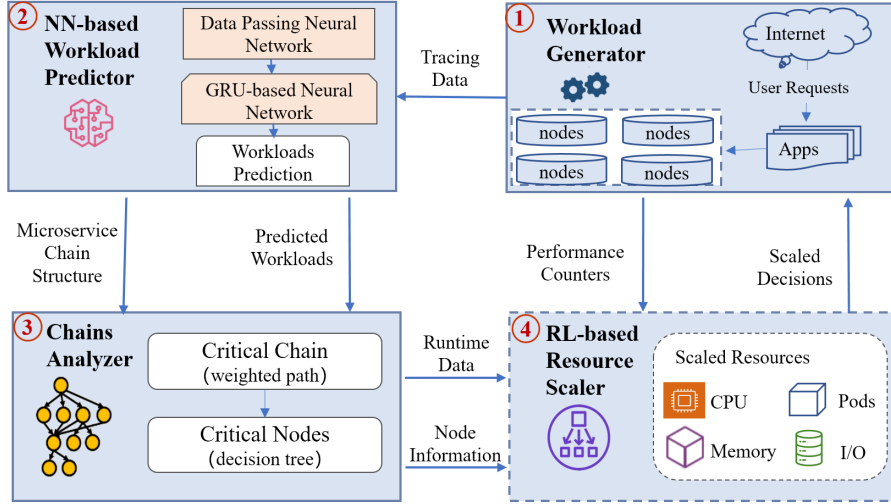 2
NN-based
Workload
Predictor
Data Passing Neural
Network
GRU-based Neural
Network
Workloads
Prediction
Tracing
Data
1
Workload
Generator
Internet
User Requests
Apps
nodes
nodes
nodes
nodes
Microservice
Chain
Structure
Predicted
Workloads
Performance
Counters
Scaled
Decisions
3
Chains
Analyzer
Critical Chain
(weighted path)
Critical Nodes
(decision tree)
Runtime
Data
Node
Information
4
RL-based
Resource
Scaler
Scaled Resources
CPU
Pods
Memory
I/O